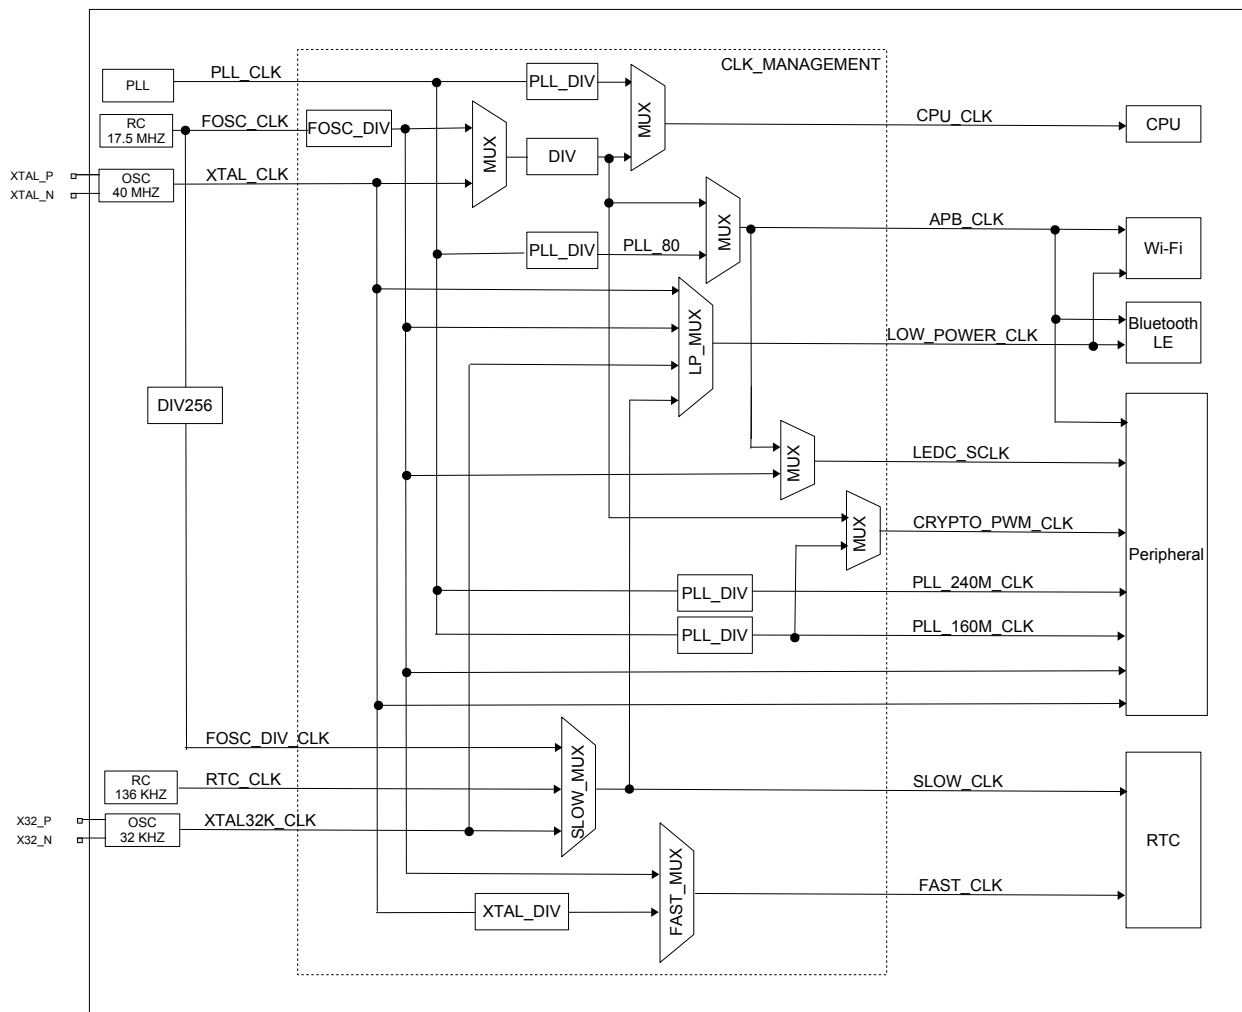 CLK_MANAGEMENT
PLL
PLL_CLK
PLL_DIV
MUX
RC
17.5 MHZ
FOSC_CLK
FOSC_DIV
MUX
DIV
CPU_CLK
CPU
XTAL_P
XTAL_N
OSC
40 MHZ
XTAL_CLK
PLL_DIV
PLL_80
MUX
APB_CLK
Wi-Fi
LP_MUX
LOW_POWER_CLK
Bluetooth
LE
DIV256
MUX
LEDC_SCLK
MUX
CRYPTO_PWM_CLK
Peripheral
PLL_DIV
PLL_240M_CLK
PLL_DIV
PLL_160M_CLK
FOSC_DIV_CLK
RC
136 KHZ
RTC_CLK
SLOW_MUX
SLOW_CLK
X32_P
X32_N
OSC
32 KHZ
XTAL32K_CLK
RTC
XTAL_DIV
FAST_MUX
FAST_CLK